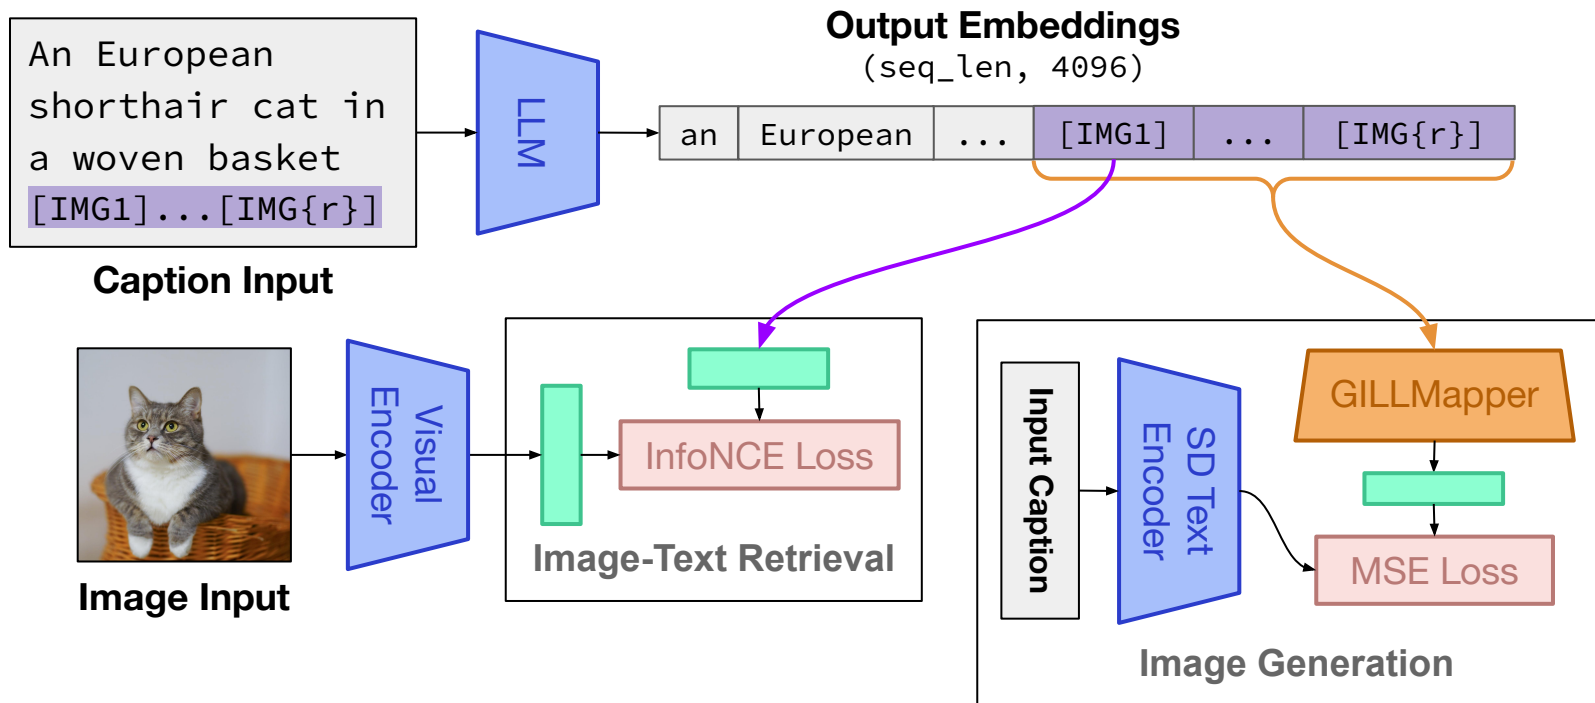 An European
shorthair cat in
a woven basket
[IMG1]...[IMG{r}]
Caption Input
LLM
Output Embeddings
(seq_len, 4096)
an European ... [IMG1] ... [IMG{r}]
Image Input
Visual
Encoder
InfoNCE Loss
Image-Text Retrieval
Input Caption
SD Text
Encoder
GILLMapper
MSE Loss
Image Generation